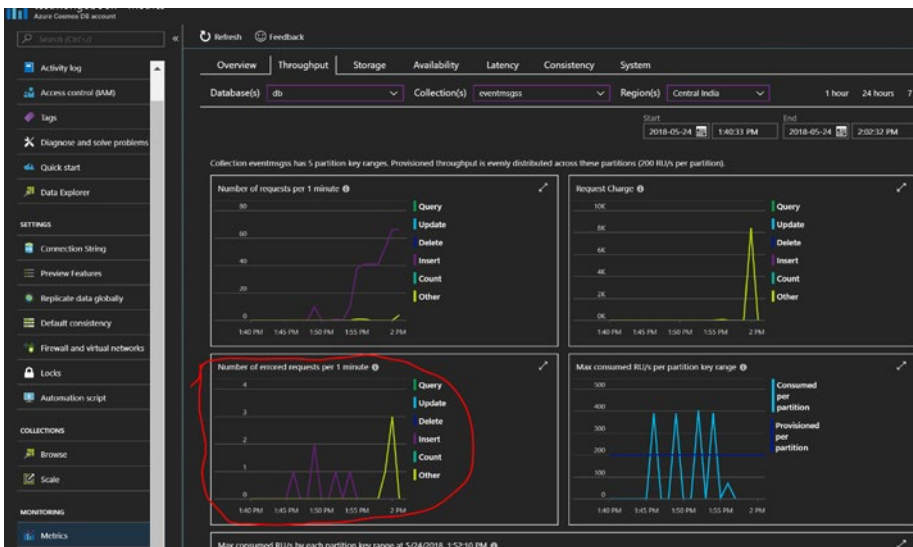 Azure Cosmos DB account
Search (Ctrl+/)
«
Refresh
Feedback
Activity log
Access control (IAM)
Tags
Diagnose and solve problems
Quick start
Data Explorer
SETTINGS
Connection String
Preview Features
Replicate data globally
Default consistency
Firewall and virtual networks
Locks
Automation script
COLLECTIONS
Browse
Scale
MONITORING
Metrics
Overview Throughput Storage Availability Latency Consistency System
Database(s) db Collection(s) eventmsgss Region(s) Central India 1 hour 24 hours 7
Start End
2018-05-24 1:40:33 PM 2018-05-24 2:02:32 PM
Collection eventmsgss has 5 partition key ranges. Provisioned throughput is evenly distributed across these partitions (200 RU/s per partition).
Number of requests per 1 minute
80
60
40
20
0
1:40 PM 1:45 PM 1:50 PM 1:55 PM 2 PM
Query
Update
Delete
Insert
Count
Other
Request Charge
10K
8K
6K
4K
2K
0K
1:40 PM 1:45 PM 1:50 PM 1:55 PM 2 PM
Query
Update
Delete
Insert
Count
Other
Number of errored requests per 1 minute
4
3
2
1
0
1:40 PM 1:45 PM 1:50 PM 1:55 PM 2 PM
Query
Update
Delete
Insert
Count
Other
Max consumed RU/s per partition key range
500
400
300
200
100
0
1:40 PM 1:45 PM 1:50 PM 1:55 PM 2 PM
Consumed
per
partition
Provisioned
per
partition
Max consumed RU/s by each partition key range at 5/24/2018, 1:52:10 PM